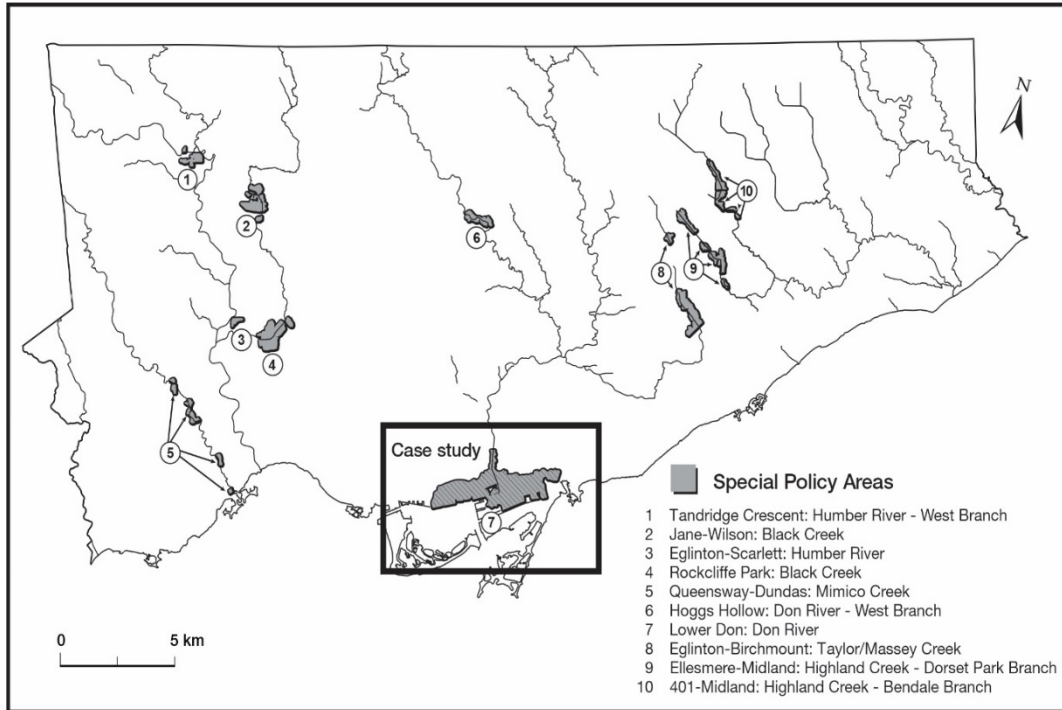 N
1
2
10
6
8
9
3
4
5
Case study
7
Special Policy Areas
1 Tandridge Crescent: Humber River - West Branch
2 Jane-Wilson: Black Creek
3 Eglinton-Scarlett: Humber River
4 Rockcliffe Park: Black Creek
5 Queensway-Dundas: Mimico Creek
6 Hoggs Hollow: Don River - West Branch
7 Lower Don: Don River
8 Eglinton-Birchmount: Taylor/Massey Creek
9 Ellesmere-Midland: Highland Creek - Dorset Park Branch
10 401-Midland: Highland Creek - Bendale Branch
0 5 km